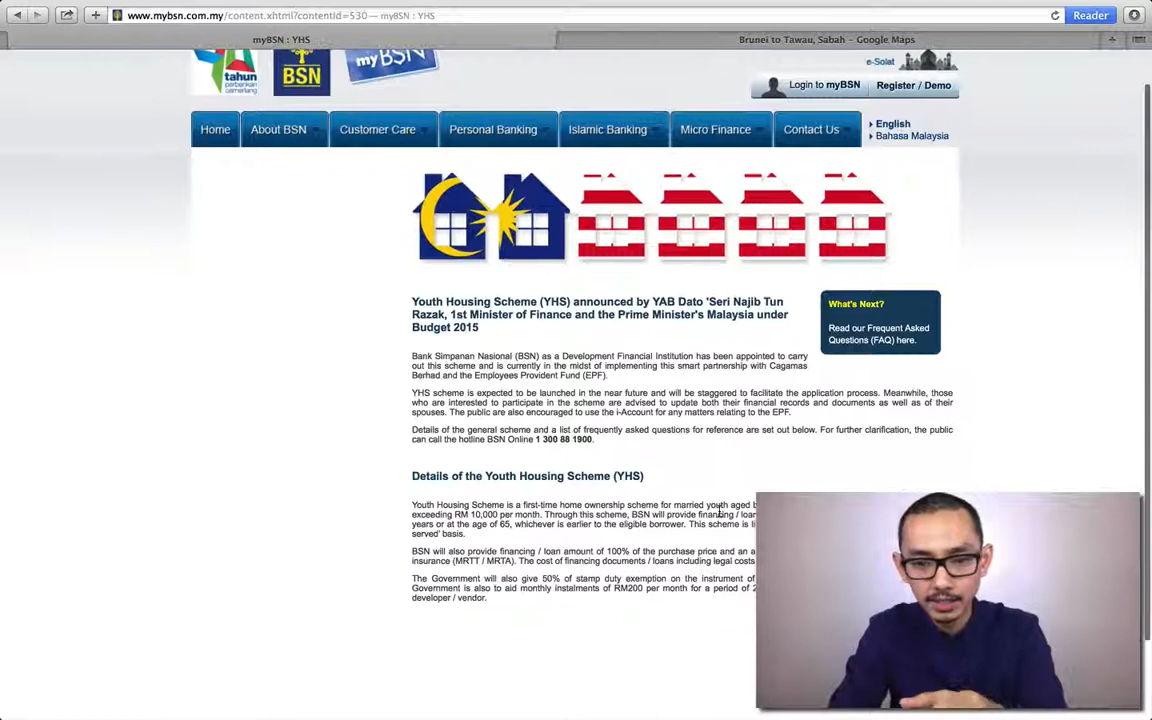 www.mybsn.com.my/content.xhtml?contentId=530 — myBSN : YHS
Reader
myBSN : YHS
Brunei to Tawau, Sabah - Google Maps
tahun
BSN
myBSN
e-Solat
Login to myBSN
Register / Demo
Home
About BSN
Customer Care
Personal Banking
Islamic Banking
Micro Finance
Contact Us
English
Bahasa Malaysia
Youth Housing Scheme (YHS) announced by YAB Dato 'Seri Najib Tun
Razak, 1st Minister of Finance and the Prime Minister's Malaysia under
Budget 2015
What's Next?
Read our Frequent Asked
Questions (FAQ) here.
Bank Simpanan Nasional (BSN) as a Development Financial Institution has been appointed to carry
out this scheme and is currently in the midst of implementing this smart partnership with Cagamas
Berhad and the Employees Provident Fund (EPF).
YHS scheme is expected to be launched in the near future and will be staggered to facilitate the application process. Meanwhile, those
who are interested to participate in the scheme are advised to update both their financial records and documents as well as of their
spouses. The public are also encouraged to use the i-Account for any matters relating to the EPF.
Details of the general scheme and a list of frequently asked questions for reference are set out below. For further clarification, the public
can call the hotline BSN Online 1 300 88 1900.
Details of the Youth Housing Scheme (YHS)
Youth Housing Scheme is a first-time home ownership scheme for married youth aged
exceeding RM 10,000 per month. Through this scheme, BSN will provide financing / loan
years or at the age of 65, whichever is earlier to the eligible borrower. This scheme is
served' basis.
BSN will also provide financing / loan amount of 100% of the purchase price and an
insurance (MRTT / MRTA). The cost of financing documents / loans including legal costs
The Government will also give 50% of stamp duty exemption on the instrument of
Government is also to aid monthly instalments of RM200 per month for a period of
developer / vendor.